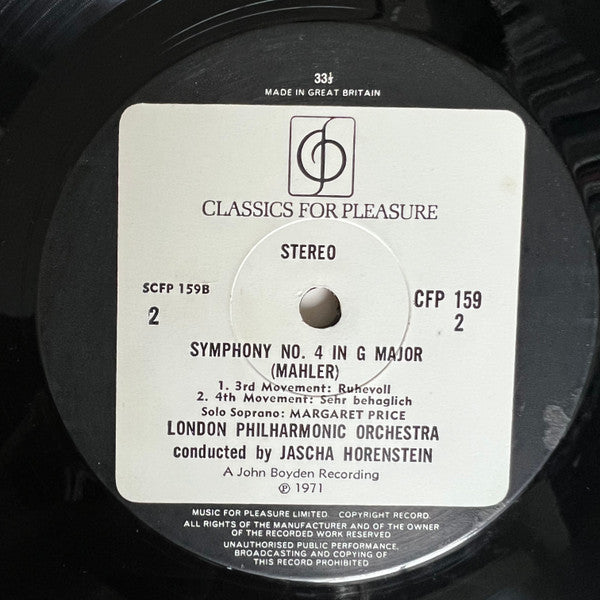 33⅓
MADE IN GREAT BRITAIN
CLASSICS FOR PLEASURE
STEREO
SCFP 159B
2
CFP 159
2
SYMPHONY NO. 4 IN G MAJOR
(MAHLER)
1. 3rd Movement: Ruhevoll
2. 4th Movement: Sehr behaglich
Solo Soprano: MARGARET PRICE
LONDON PHILHARMONIC ORCHESTRA
conducted by JASCHA HORENSTEIN
A John Boyden Recording
℗ 1971
MUSIC FOR PLEASURE LIMITED. COPYRIGHT RECORD.
ALL RIGHTS OF THE MANUFACTURER AND OF THE OWNER
OF THE RECORDED WORK RESERVED
UNAUTHORISED PUBLIC PERFORMANCE,
BROADCASTING AND COPYING OF
THIS RECORD PROHIBITED